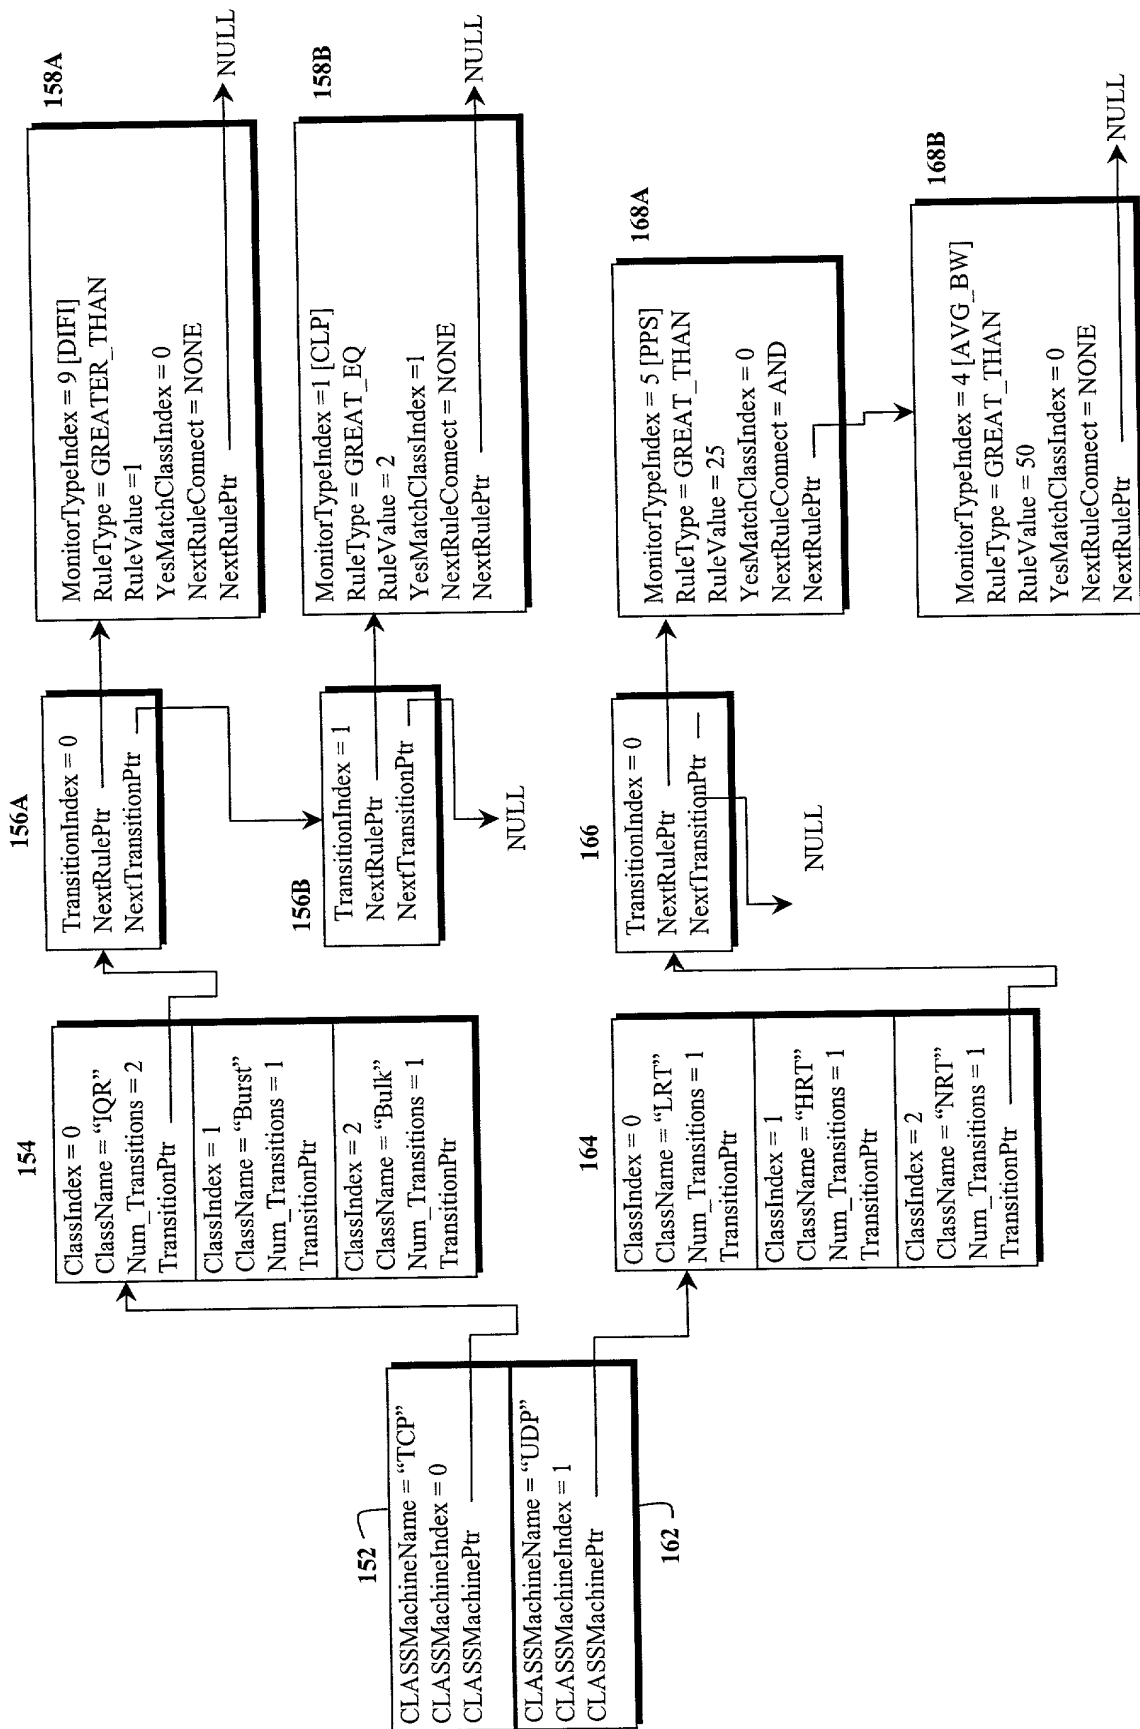 152
CLASSMachineName = “TCP”
CLASSMachineIndex = 0
CLASSMachinePtr
CLASSMachineName = “UDP”
CLASSMachineIndex = 1
CLASSMachinePtr
162
154
ClassIndex = 0
ClassName = “IQR”
Num_Transitions = 2
TransitionPtr
ClassIndex = 1
ClassName = “Burst”
Num_Transitions = 1
TransitionPtr
ClassIndex = 2
ClassName = “Bulk”
Num_Transitions = 1
TransitionPtr
164
ClassIndex = 0
ClassName = “LRT”
Num_Transitions = 1
TransitionPtr
ClassIndex = 1
ClassName = “HRT”
Num_Transitions = 1
TransitionPtr
ClassIndex = 2
ClassName = “NRT”
Num_Transitions = 1
TransitionPtr
156A
TransitionIndex = 0
NextRulePtr
NextTransitionPtr
156B
TransitionIndex = 1
NextRulePtr
NextTransitionPtr
NULL
166
TransitionIndex = 0
NextRulePtr
NextTransitionPtr
NULL
158A
MonitorTypeIndex = 9 [DIFI]
RuleType = GREATER_THAN
RuleValue =1
YesMatchClassIndex = 0
NextRuleConnect = NONE
NextRulePtr
NULL
158B
MonitorTypeIndex =1 [CLP]
RuleType = GREAT_EQ
RuleValue = 2
YesMatchClassIndex =1
NextRuleConnect = NONE
NextRulePtr
NULL
168A
MonitorTypeIndex = 5 [PPS]
RuleType = GREAT_THAN
RuleValue = 25
YesMatchClassIndex = 0
NextRuleConnect = AND
NextRulePtr
168B
MonitorTypeIndex = 4 [AVG_BW]
RuleType = GREAT_THAN
RuleValue = 50
YesMatchClassIndex = 0
NextRuleConnect = NONE
NextRulePtr
NULL